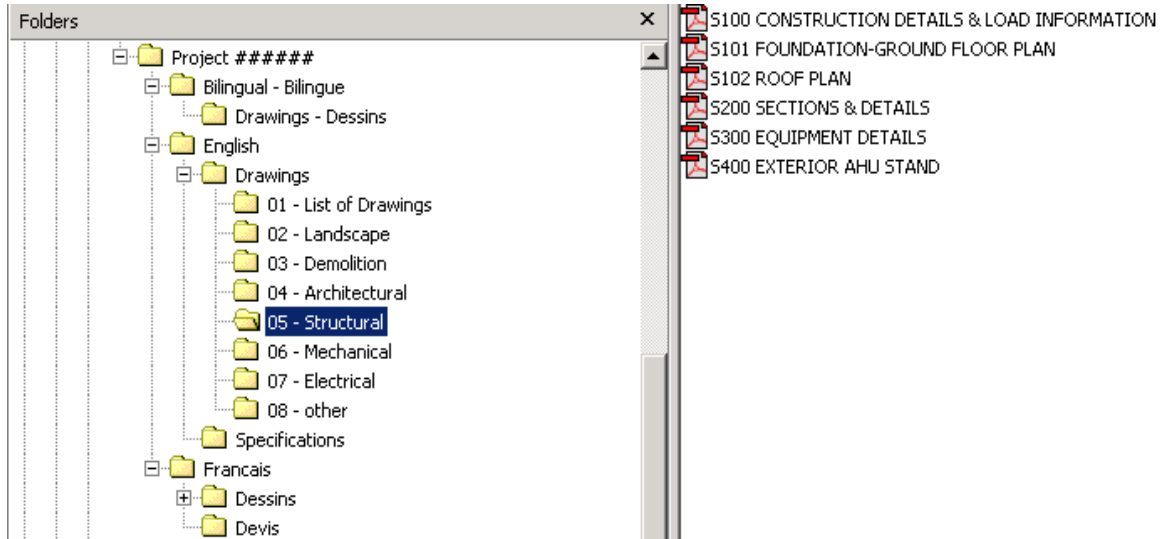 Folders
Project ######
Bilingual - Bilingue
Drawings - Dessins
English
Drawings
01 - List of Drawings
02 - Landscape
03 - Demolition
04 - Architectural
05 - Structural
06 - Mechanical
07 - Electrical
08 - other
Specifications
Francais
Dessins
Devis
S100 CONSTRUCTION DETAILS & LOAD INFORMATION
S101 FOUNDATION-GROUND FLOOR PLAN
S102 ROOF PLAN
S200 SECTIONS & DETAILS
S300 EQUIPMENT DETAILS
S400 EXTERIOR AHU STAND